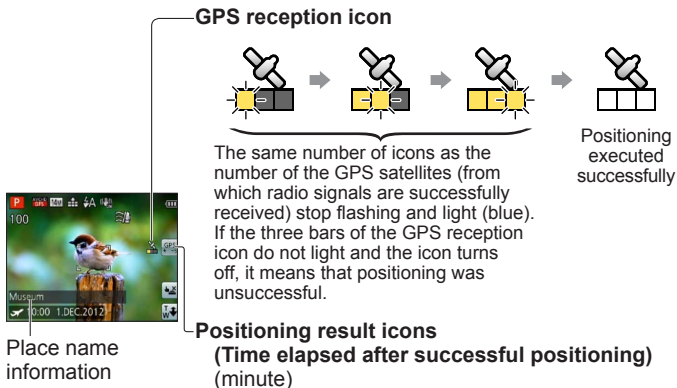 GPS reception icon
Positioning
executed
successfully
The same number of icons as the
number of the GPS satellites (from
which radio signals are successfully
received) stop flashing and light (blue).
If the three bars of the GPS reception
icon do not light and the icon turns
off, it means that positioning was
unsuccessful.
P
100
GPS
Museum
10:00 1.DEC.2012
Place name
information
Positioning result icons
(Time elapsed after successful positioning)
(minute)